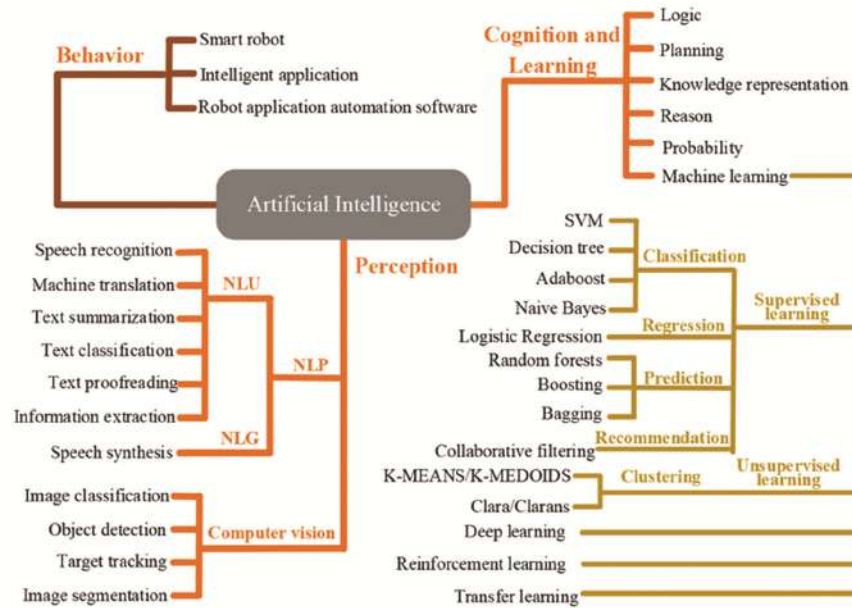 Behavior
Smart robot
Intelligent application
Robot application automation software
Cognition and
Learning
Logic
Planning
Knowledge representation
Reason
Probability
Machine learning
Artificial Intelligence
Perception
Speech recognition
Machine translation
Text summarization
Text classification
Text proofreading
Information extraction
NLU
NLP
NLG
Speech synthesis
Image classification
Object detection
Target tracking
Image segmentation
Computer vision
SVM
Decision tree
Adaboost
Naive Bayes
Classification
Logistic Regression
Regression
Random forests
Boosting
Bagging
Prediction
Collaborative filtering
Recommendation
Supervised
learning
K-MEANS/K-MEDOIDS
Clara/Clarans
Clustering
Unsupervised
learning
Deep learning
Reinforcement learning
Transfer learning